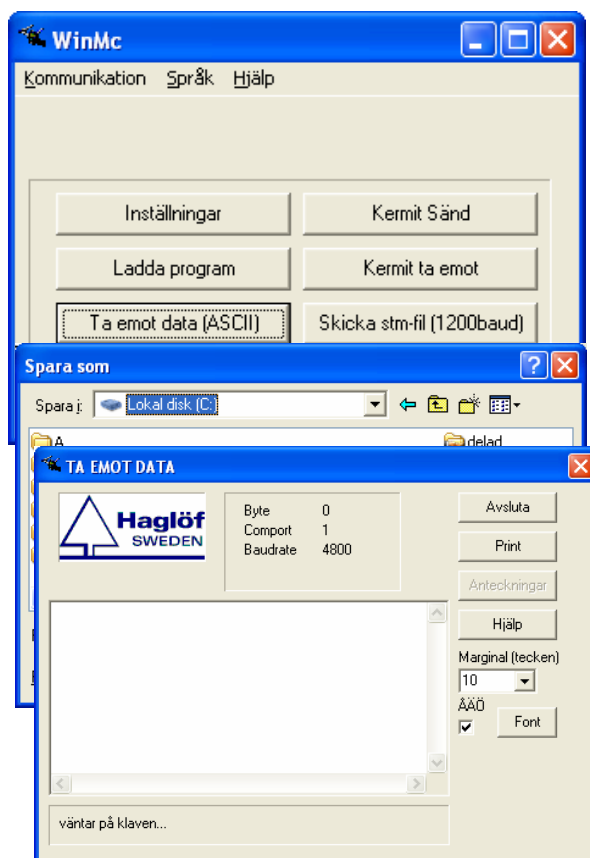 WinMc
Kommunikation Språk Hjälp
Inställningar Kermit Sänd
Ladda program Kermit ta emot
Ta emot data (ASCII) Skicka stm-fil (1200baud)
Spara som
Spara i: Lokal disk (C:
A delad
TA EMOT DATA
Haglöf
SWEDEN
Byte 0
Comport 1
Baudrate 4800
Avsluta
Print
Anteckningar
Hjälp
Marginal (tecken)
10
ÅÄÖ
Font
väntar på klaven...